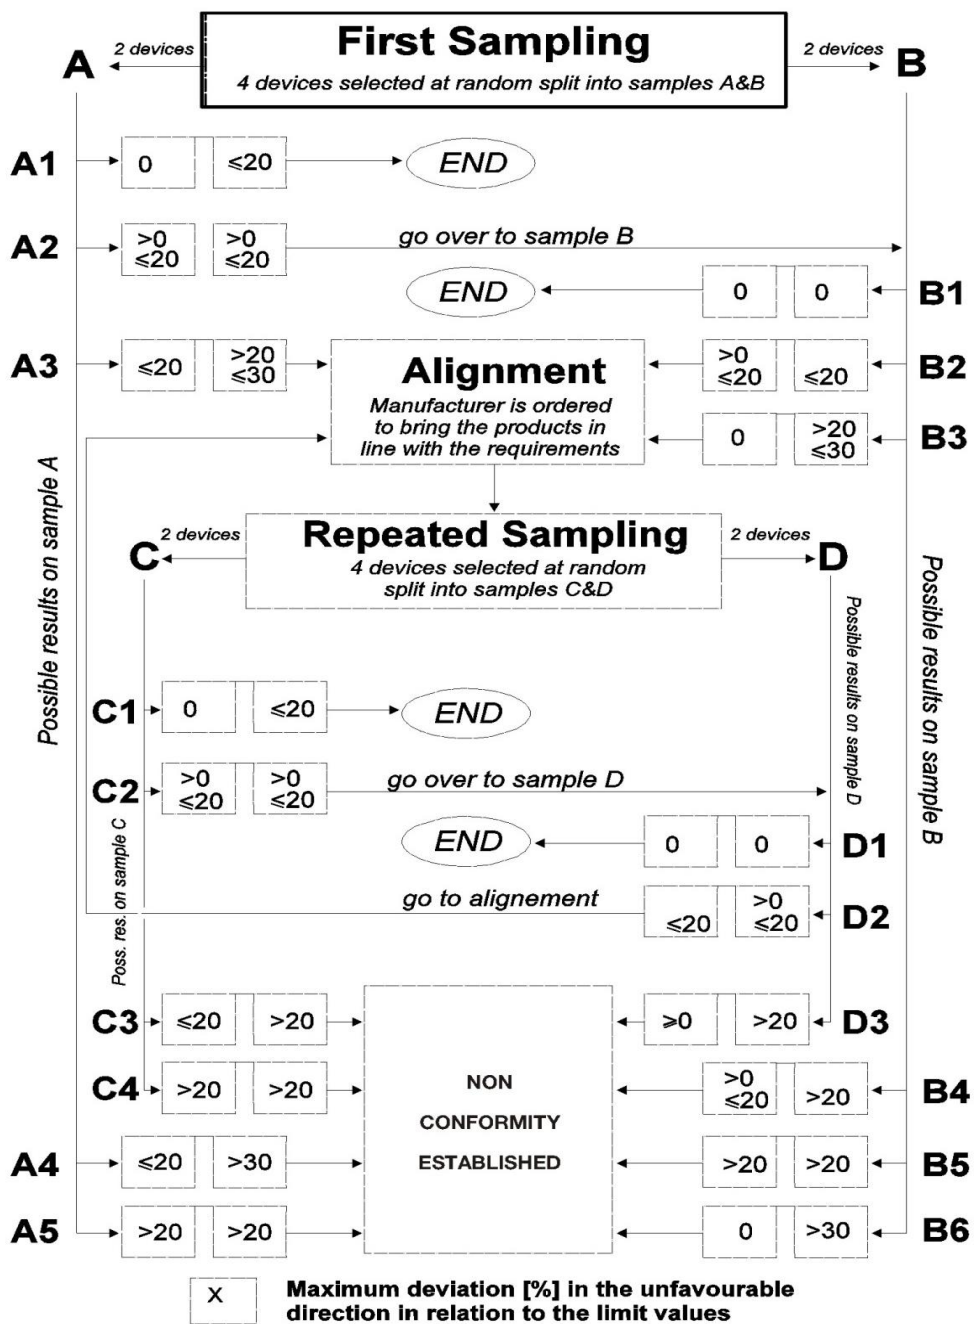 First Sampling
4 devices selected at random split into samples A&B
A
2 devices
2 devices
B
A1
0
≤20
END
A2
>0
≤20
>0
≤20
go over to sample B
END
0
0
B1
A3
≤20
>20
≤30
Alignment
Manufacturer is ordered
to bring the products in
line with the requirements
>0
≤20
≤20
B2
0
>20
≤30
B3
Possible results on sample A
Possible results on sample B
Repeated Sampling
4 devices selected at random
split into samples C&D
C
2 devices
2 devices
D
Possible results on sample D
C1
0
≤20
END
C2
>0
≤20
>0
≤20
go over to sample D
Poss. res. on sample C
END
0
0
D1
go to alignement
≤20
>0
≤20
D2
C3
≤20
>20
≥0
>20
D3
C4
>20
>20
NON
CONFORMITY
ESTABLISHED
>0
≤20
>20
B4
A4
≤20
>30
>20
>20
B5
A5
>20
>20
0
>30
B6
X
Maximum deviation [%] in the unfavourable
direction in relation to the limit values